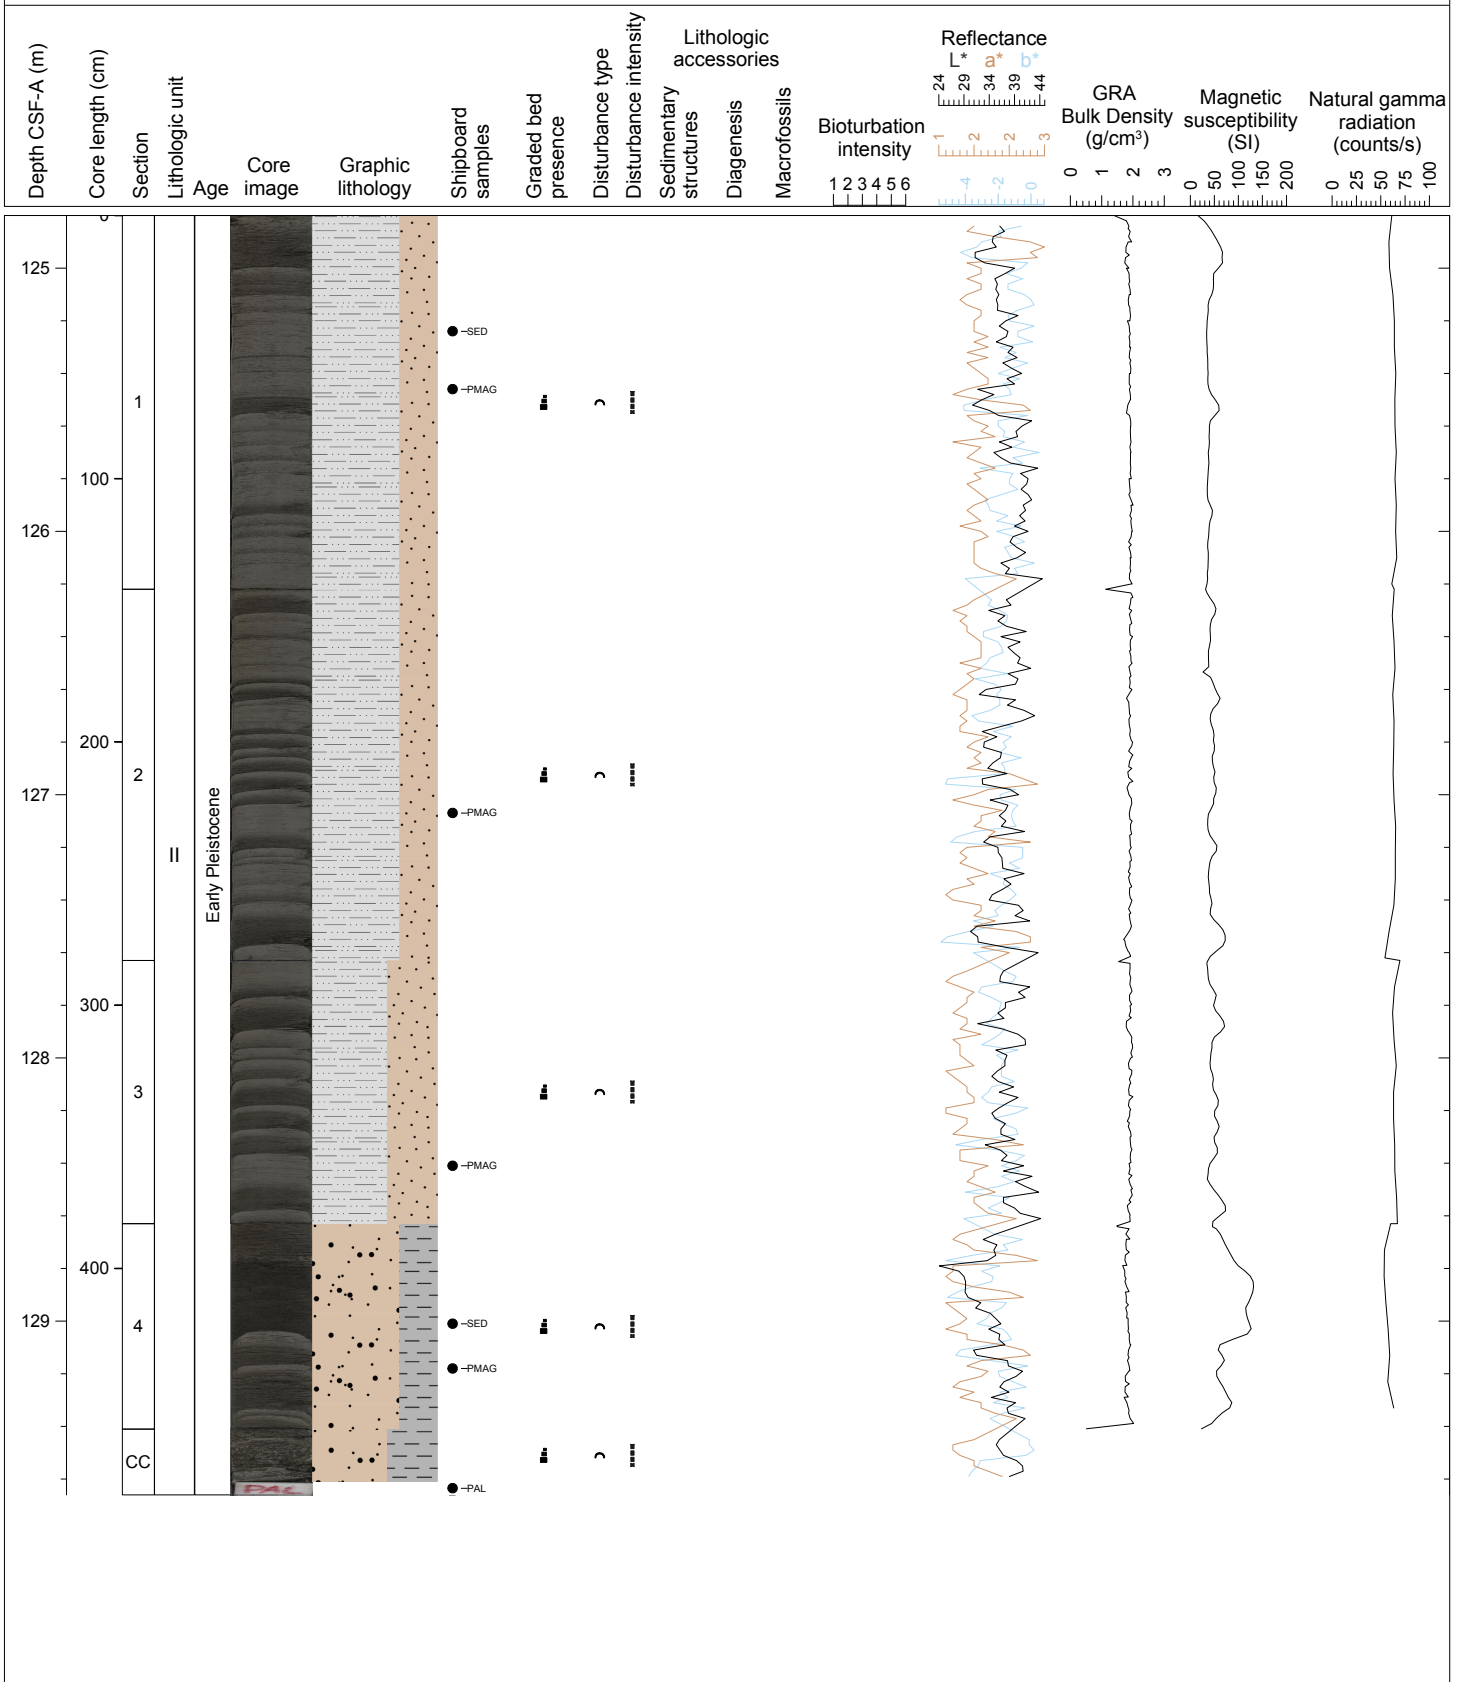 Depth CSF-A (m)
Core length (cm)
Section
Lithologic unit
Age
Core
image
Graphic
lithology
Shipboard
samples
Graded bed
presence
Disturbance type
Disturbance intensity
Lithologic
accessories
Sedimentary
structures
Diagenesis
Macrofossils
Bioturbation
intensity
1 2 3 4 5 6
Reflectance
L* a* b*
24 29 34 39 44
1 2 2 3
-4 -2 0
GRA
Bulk Density
(g/cm³)
0 1 2 3
Magnetic
susceptibility
(SI)
0 50 100 150 200
Natural gamma
radiation
(counts/s)
0 25 50 75 100
0
125
SED
PMAG
1
100
126
200
2
127
PMAG
II
Early Pleistocene
300
128
3
PMAG
400
129
4
SED
PMAG
CC
PAL
PAL